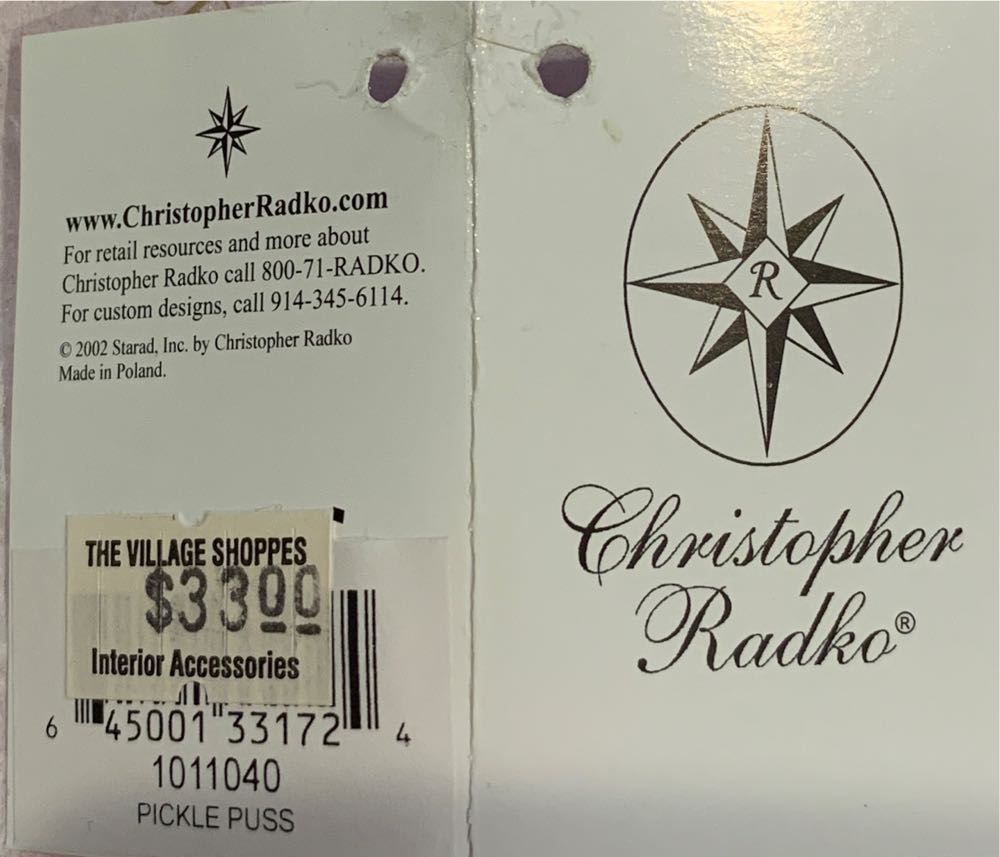 www.ChristopherRadko.com
For retail resources and more about
Christopher Radko call 800-71-RADKO.
For custom designs, call 914-345-6114.
© 2002 Starad, Inc. by Christopher Radko
Made in Poland.
THE VILLAGE SHOPPES
$3300
Interior Accessories
6 45001 33172 4
1011040
PICKLE PUSS
R
Christopher
Radko®